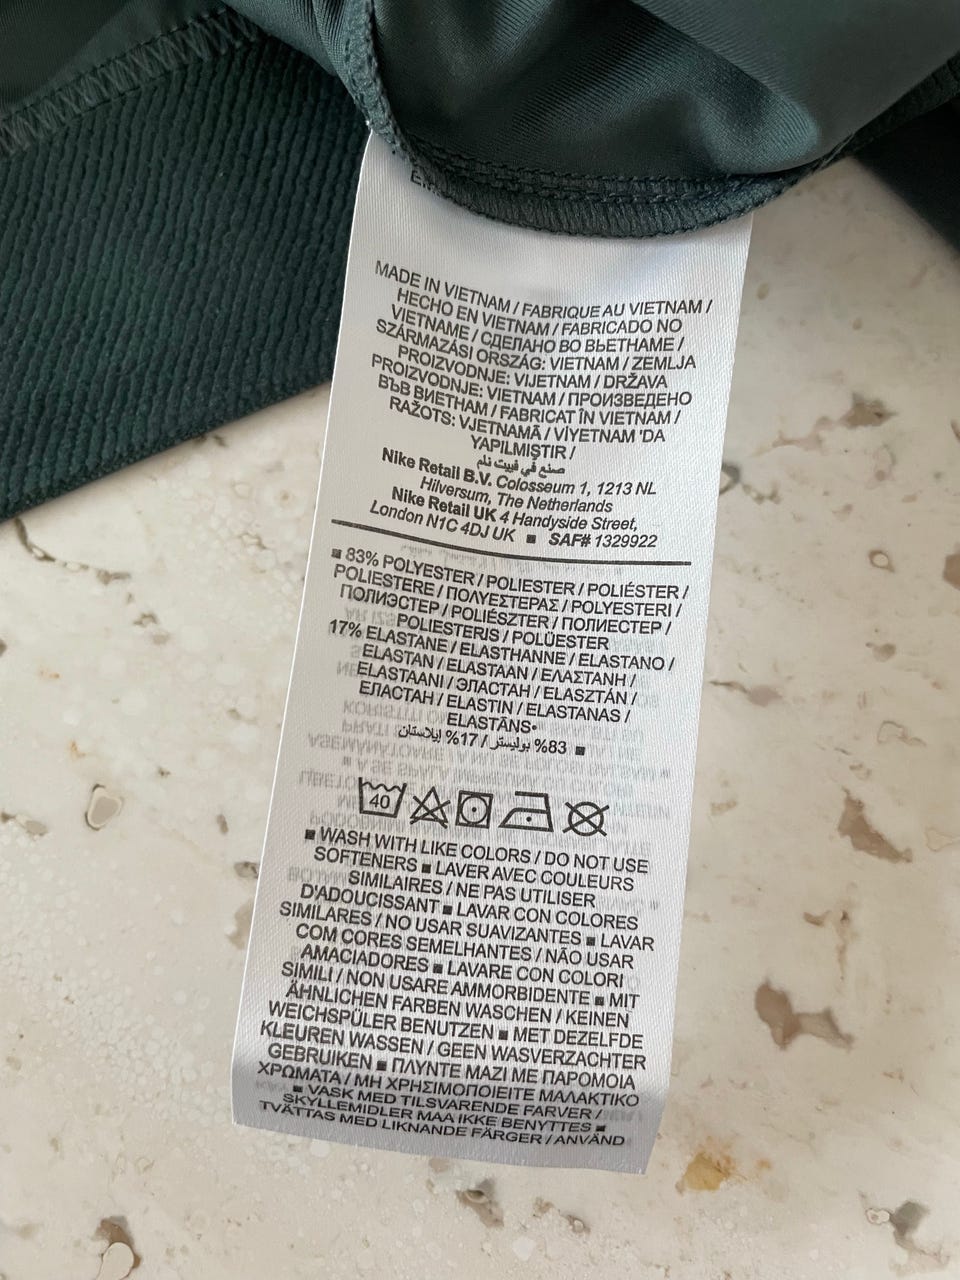 MADE IN VIETNAM / FABRIQUE AU VIETNAM /
HECHO EN VIETNAM / FABRICADO NO
VIETNAME / СДЕЛАНО ВО ВЬЕТНАМЕ /
SZÁRMAZÁSI ORSZÁG: VIETNAM / ZEMLJA
PROIZVODNJE: VIJETNAM / DRŽAVA
PROIZVODNJE: VIETNAM / ПРОИЗВЕДЕНО
ВЪВ ВИЕТНАМ / FABRICAT ÎN VIETNAM /
RAŽOTS: VJETNAMĀ / VİYETNAM 'DA
YAPILMIŞTIR /
صنع في فييت نام
Nike Retail B.V. Colosseum 1, 1213 NL
Hilversum, The Netherlands
Nike Retail UK 4 Handyside Street,
London N1C 4DJ UK ■ SAF# 1329922
■ 83% POLYESTER / POLIESTER / POLIÉSTER /
POLIESTERE / ΠΟΛΥΕΣΤΕΡΑΣ / POLYESTERI /
ПОЛИЭСТЕР / POLIÉSZTER / ПОЛИЕСТЕР /
POLIESTERIS / POLÜESTER
17% ELASTANE / ELASTHANNE / ELASTANO /
ELASTAN / ELASTAAN / ΕΛΑΣΤΑΝΗ /
ELASTAANI / ЭЛАСТАН / ELASZTÁN /
ЕЛАСТАН / ELASTIN / ELASTANAS /
ELASTĀNS•
83% بوليستر / 17% إيلاستان ■
40
■ WASH WITH LIKE COLORS / DO NOT USE
SOFTENERS ■ LAVER AVEC COULEURS
SIMILAIRES / NE PAS UTILISER
D'ADOUCISSANT ■ LAVAR CON COLORES
SIMILARES / NO USAR SUAVIZANTES ■ LAVAR
COM CORES SEMELHANTES / NÃO USAR
AMACIADORES ■ LAVARE CON COLORI
SIMILI / NON USARE AMMORBIDENTE ■ MIT
ÄHNLICHEN FARBEN WASCHEN / KEINEN
WEICHSPÜLER BENUTZEN ■ MET DEZELFDE
KLEUREN WASSEN / GEEN WASVERZACHTER
GEBRUIKEN ■ ΠΛΥΝΤΕ ΜΑΖΙ ΜΕ ΠΑΡΟΜΟΙΑ
ΧΡΩΜΑΤΑ / ΜΗ ΧΡΗΣΙΜΟΠΟΙΕΙΤΕ ΜΑΛΑΚΤΙΚΟ
■ VASK MED TILSVARENDE FARVER /
SKYLLEMIDLER MAA IKKE BENYTTES ■
TVÄTTAS MED LIKNANDE FÄRGER / ANVÄND